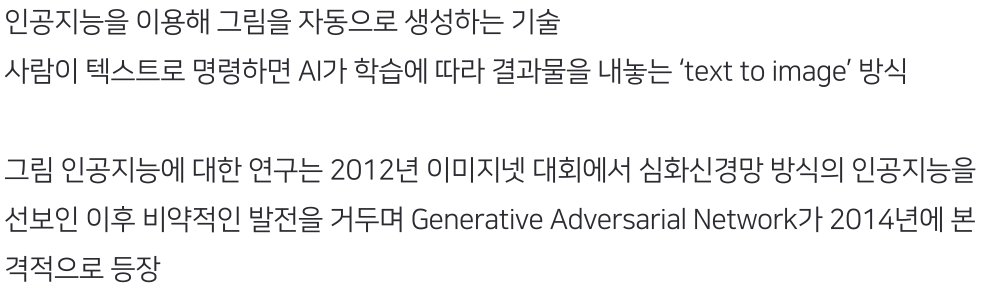 인공지능을 이용해 그림을 자동으로 생성하는 기술
사람이 텍스트로 명령하면 AI가 학습에 따라 결과물을 내놓는 ‘text to image’ 방식
그림 인공지능에 대한 연구는 2012년 이미지넷 대회에서 심화신경망 방식의 인공지능을
선보인 이후 비약적인 발전을 거두며 Generative Adversarial Network가 2014년에 본
격적으로 등장